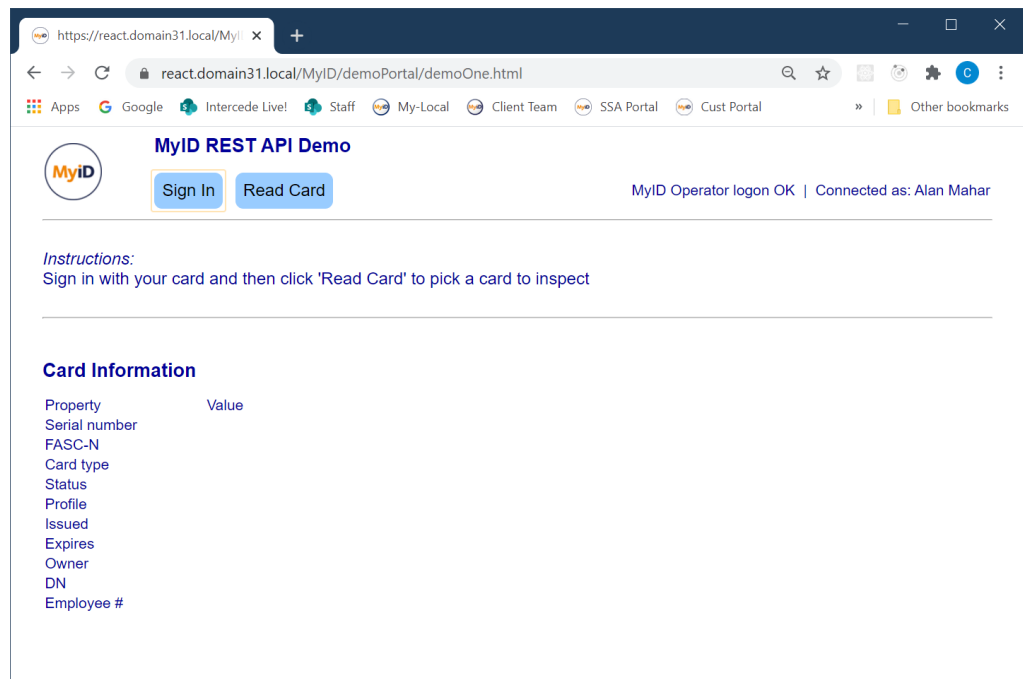 https://react.domain31.local/MyI
react.domain31.local/MyID/demoPortal/demoOne.html
C
Apps Google Intercede Live! Staff My-Local Client Team SSA Portal Cust Portal » Other bookmarks
MyID REST API Demo
MyiD
Sign In Read Card MyID Operator logon OK | Connected as: Alan Mahar
Instructions:
Sign in with your card and then click 'Read Card' to pick a card to inspect
Card Information
Property Value
Serial number
FASC-N
Card type
Status
Profile
Issued
Expires
Owner
DN
Employee #